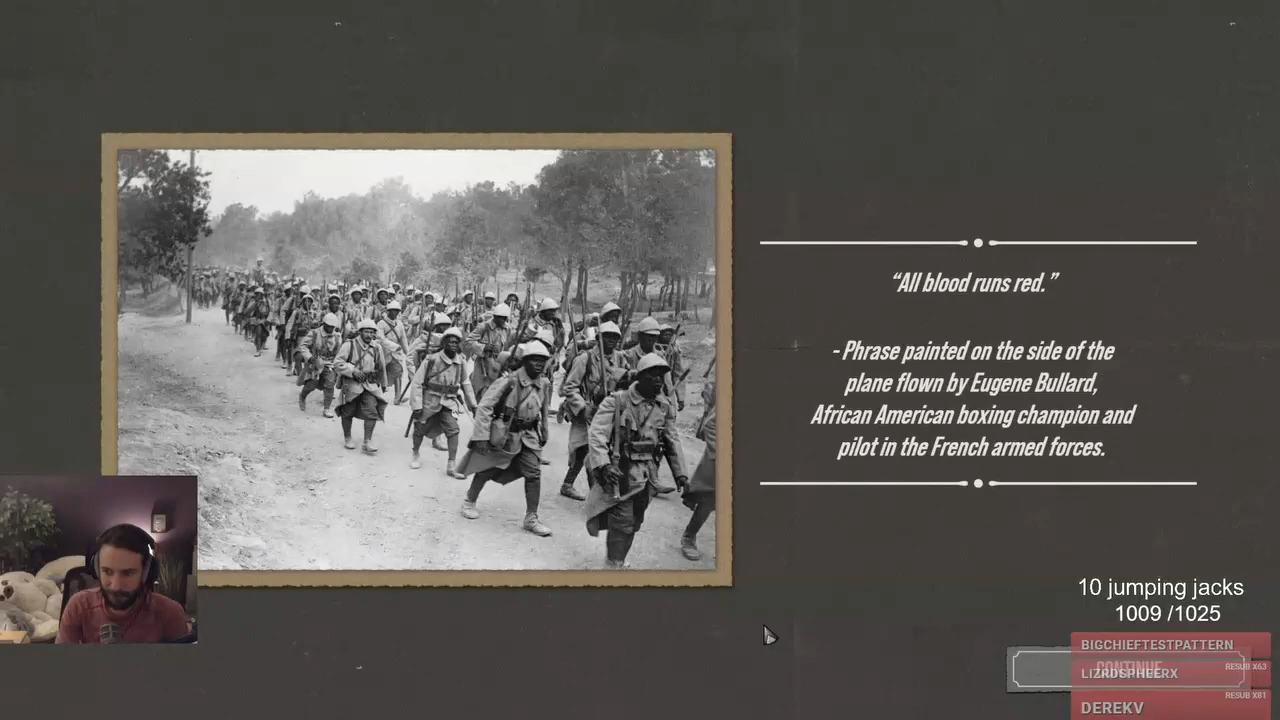 “All blood runs red.”
- Phrase painted on the side of the
plane flown by Eugene Bullard,
African American boxing champion and
pilot in the French armed forces.
10 jumping jacks
1009 /1025
BIGCHIEFTESTPATTERN
CONTINUE
RESUB X63
LIZRDSPHEERX
RESUB X81
DEREKV